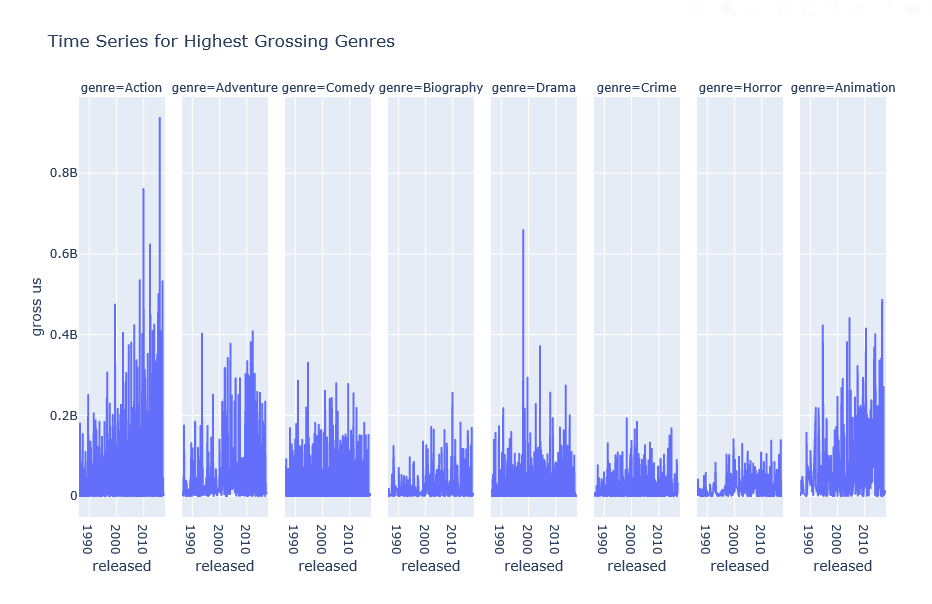 Time Series for Highest Grossing Genres
genre=Action genre=Adventure genre=Comedy genre=Biography genre=Drama genre=Crime genre=Horror genre=Animation
0.8B
0.6B
0.4B
0.2B
0
gross us
1990 2000 2010 1990 2000 2010 1990 2000 2010 1990 2000 2010 1990 2000 2010 1990 2000 2010 1990 2000 2010 1990 2000 2010
released released released released released released released released